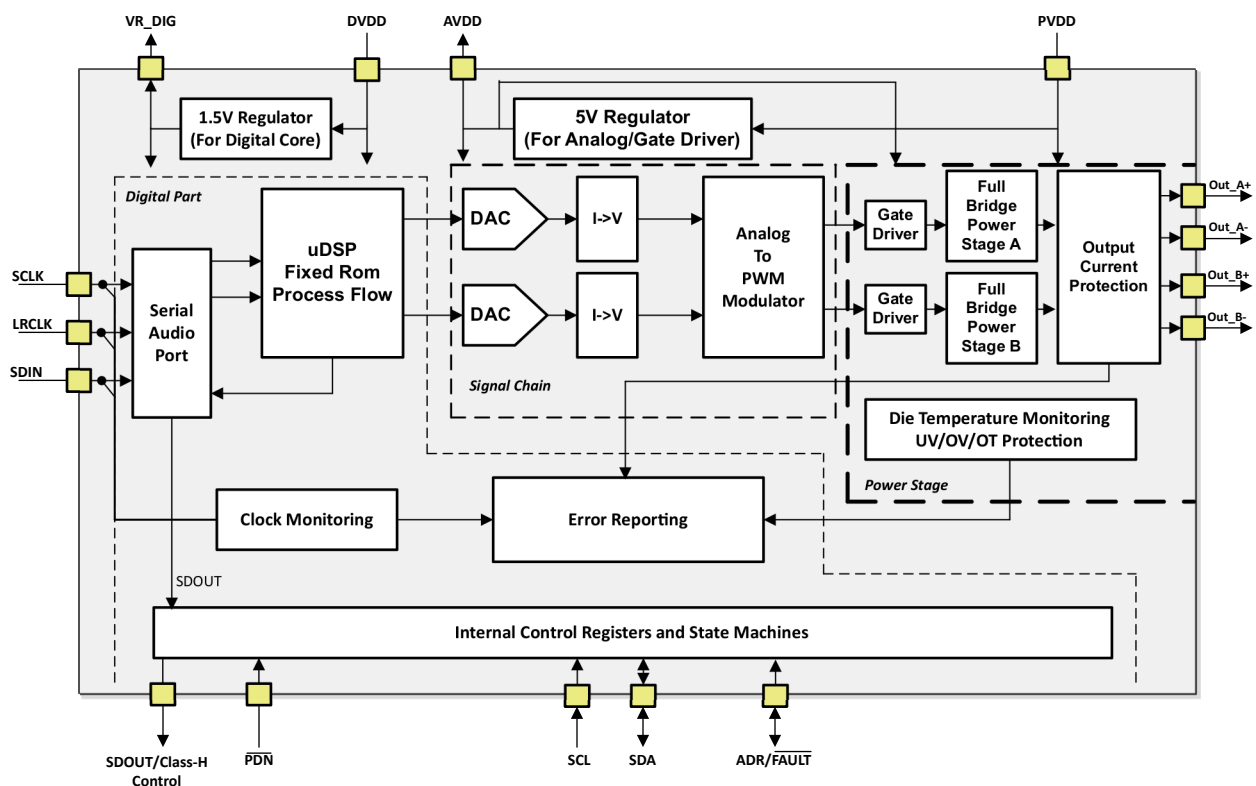 VR_DIG
DVDD
AVDD
PVDD
1.5V Regulator
(For Digital Core)
5V Regulator
(For Analog/Gate Driver)
Digital Part
Serial
Audio
Port
uDSP
Fixed Rom
Process Flow
DAC
I->V
DAC
I->V
Analog
To
PWM
Modulator
Signal Chain
Gate
Driver
Full
Bridge
Power
Stage A
Gate
Driver
Full
Bridge
Power
Stage B
Output
Current
Protection
Out_A+
Out_A-
Out_B+
Out_B-
SCLK
LRCLK
SDIN
Die Temperature Monitoring
UV/OV/OT Protection
Power Stage
Clock Monitoring
Error Reporting
SDOUT
Internal Control Registers and State Machines
SDOUT/Class-H
Control
PDN
SCL
SDA
ADR/FAULT